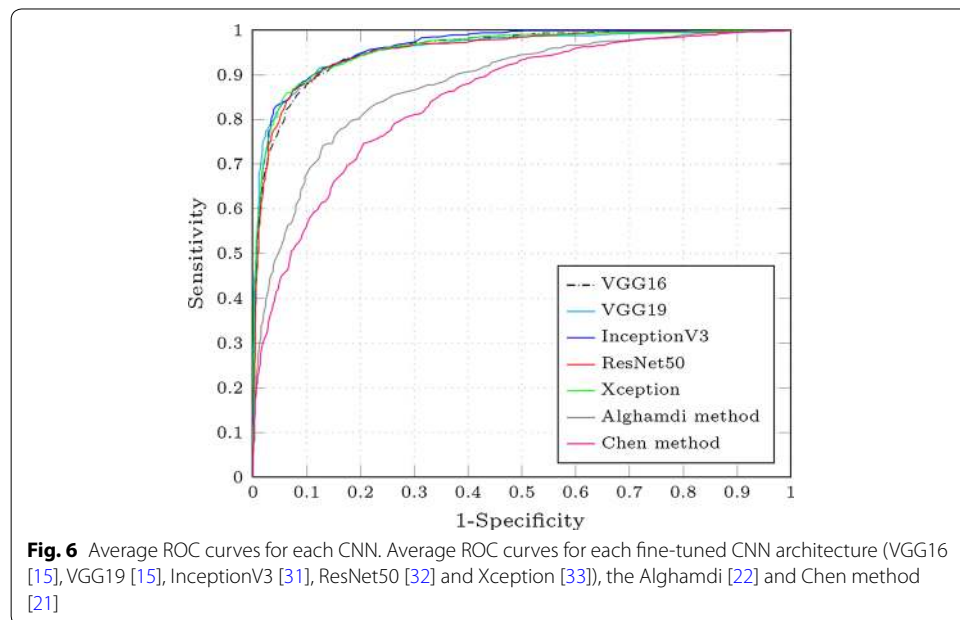 1
0.9
0.8
0.7
0.6
0.5
0.4
0.3
0.2
0.1
0
Sensitivity
VGG16
VGG19
InceptionV3
ResNet50
Xception
Alghamdi method
Chen method
0 0.1 0.2 0.3 0.4 0.5 0.6 0.7 0.8 0.9 1
1-Specificity
Fig. 6 Average ROC curves for each CNN. Average ROC curves for each fine-tuned CNN architecture (VGG16
[15], VGG19 [15], InceptionV3 [31], ResNet50 [32] and Xception [33]), the Alghamdi [22] and Chen method
[21]